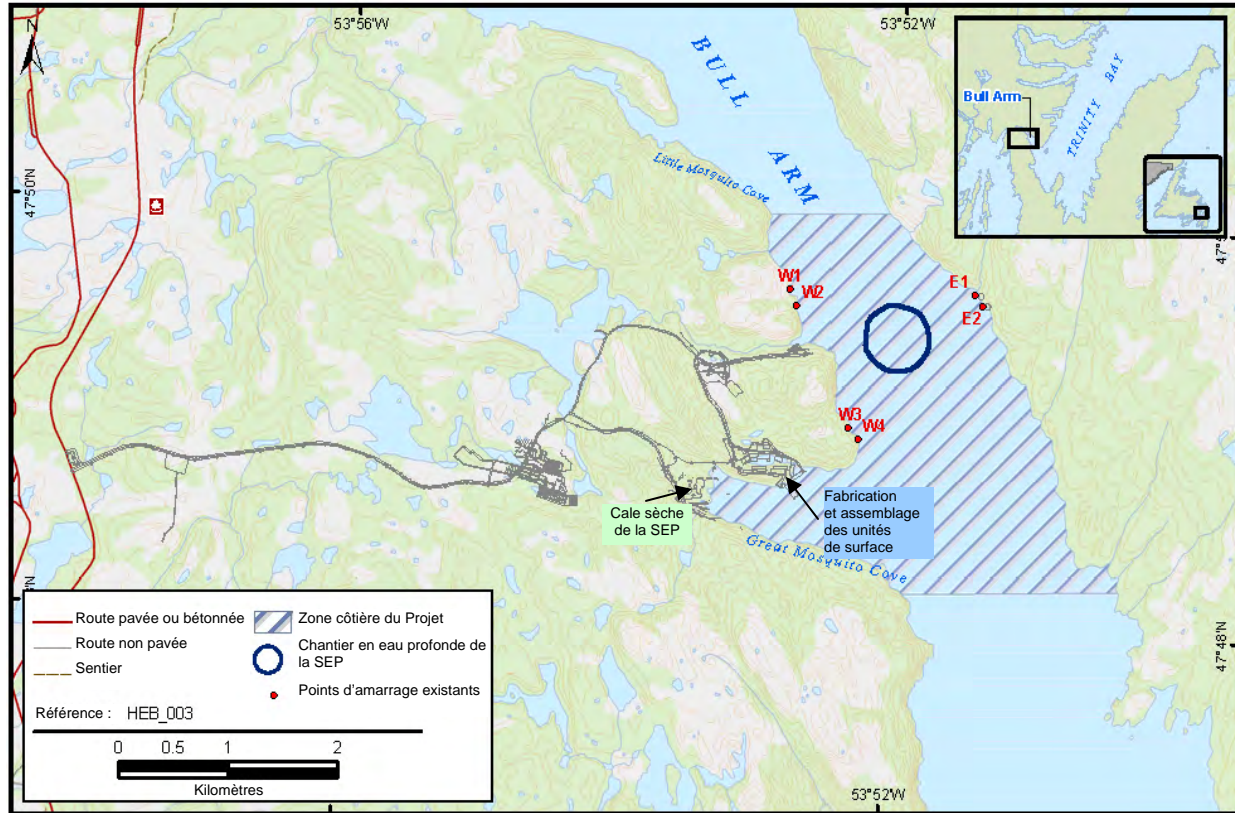 N
53°56'W
53°52'W
BULL ARM
Bull Arm
TRINITY BAY
Little Mosquito Cove
47°50'N
W1
W2
E1
E2
W3
W4
Cale sèche
de la SEP
Fabrication
et assemblage
des unités
de surface
Great Mosquito Cove
Route pavée ou bétonnée
Route non pavée
Sentier
Zone côtière du Projet
Chantier en eau profonde de
la SEP
Points d'amarrage existants
Référence : HEB_003
0 0.5 1 2
Kilomètres
47°48'N
53°52'W